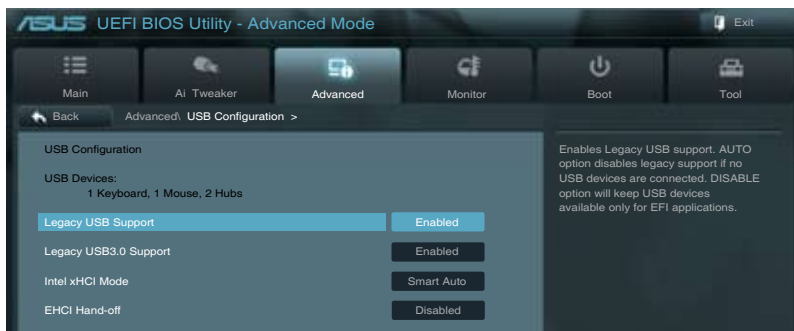 ASUS UEFI BIOS Utility - Advanced Mode
Exit
Main
Ai Tweaker
Advanced
Monitor
Boot
Tool
Back
Advanced\ USB Configuration >
USB Configuration
USB Devices:
1 Keyboard, 1 Mouse, 2 Hubs
Legacy USB Support Enabled
Legacy USB3.0 Support Enabled
Intel xHCI Mode Smart Auto
EHCI Hand-off Disabled
Enables Legacy USB support. AUTO
option disables legacy support if no
USB devices are connected. DISABLE
option will keep USB devices
available only for EFI applications.